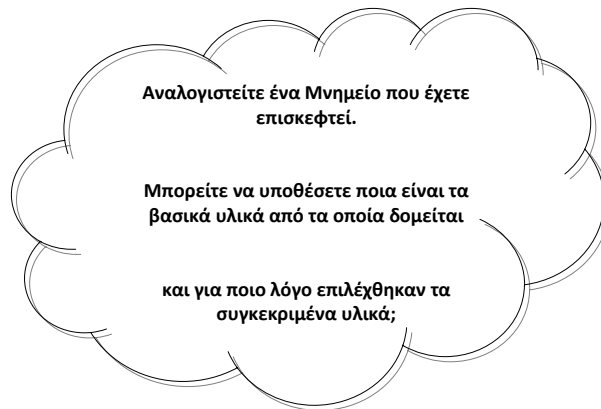 Αναλογιστείτε ένα Μνημείο που έχετε
επισκεφτεί.
Μπορείτε να υποθέσετε ποια είναι τα
βασικά υλικά από τα οποία δομείται
και για ποιο λόγο επιλέχθηκαν τα
συγκεκριμένα υλικά;